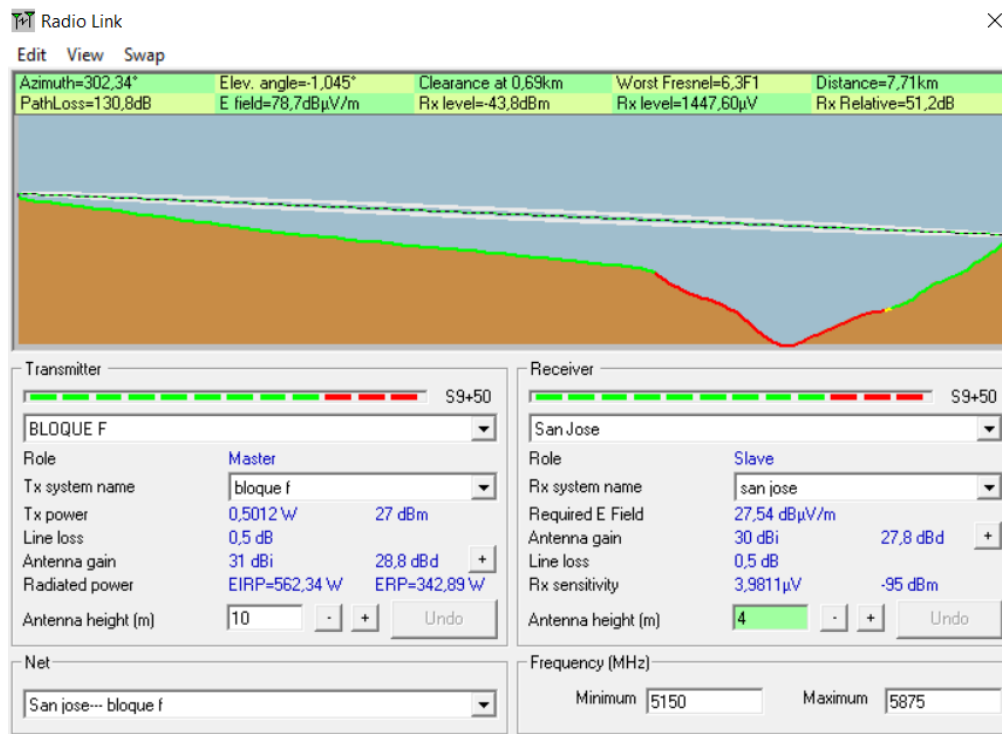 Radio Link
Edit View Swap
Azimuth=302,34° Elev. angle=-1,045° Clearance at 0,69km Worst Fresnel=6,3F1 Distance=7,71km
PathLoss=130,8dB E field=78,7dBµV/m Rx level=-43,8dBm Rx level=1447,60µV Rx Relative=51,2dB
Transmitter
S9+50
BLOQUE F
Role Master
Tx system name bloque f
Tx power 0,5012 W 27 dBm
Line loss 0,5 dB
Antenna gain 31 dBi 28,8 dBd +
Radiated power EIRP=562,34 W ERP=342,89 W
Antenna height (m) 10 - + Undo
Receiver
S9+50
San Jose
Role Slave
Rx system name san jose
Required E Field 27,54 dBµV/m
Antenna gain 30 dBi 27,8 dBd +
Line loss 0,5 dB
Rx sensitivity 3,9811µV -95 dBm
Antenna height (m) 4 - + Undo
Net
San jose--- bloque f
Frequency (MHz)
Minimum 5150 Maximum 5875